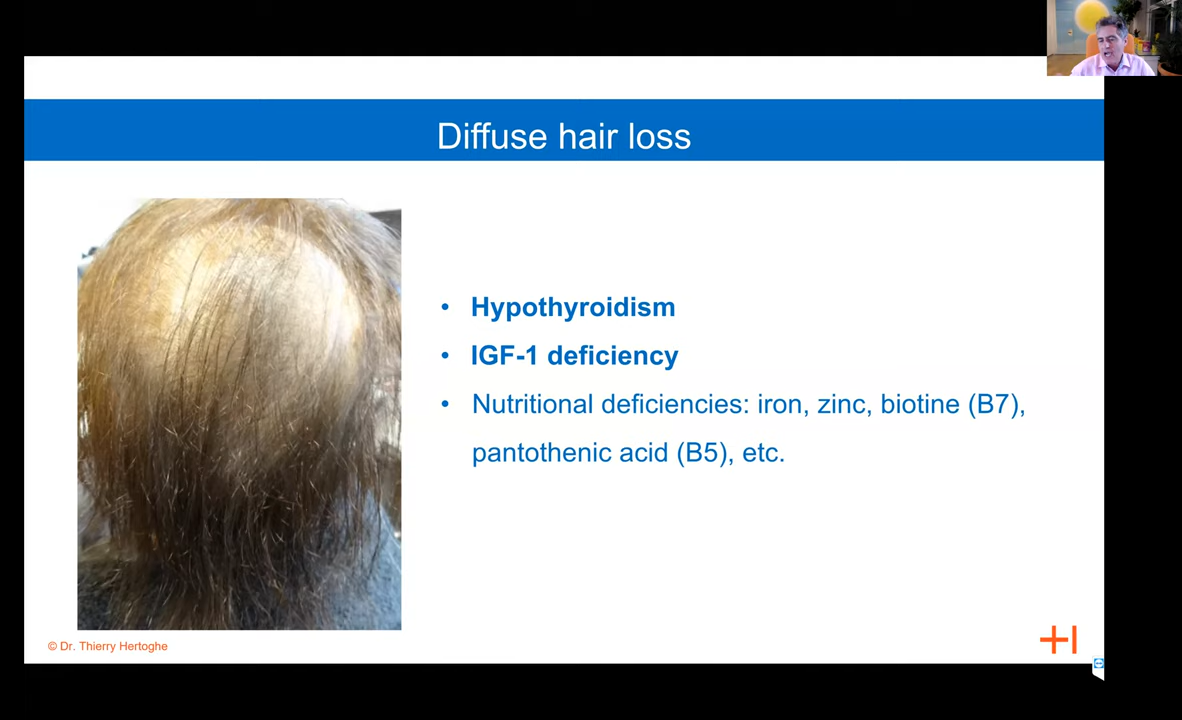 Diffuse hair loss
• Hypothyroidism
• IGF-1 deficiency
• Nutritional deficiencies: iron, zinc, biotine (B7),
pantothenic acid (B5), etc.
© Dr. Thierry Hertoghe